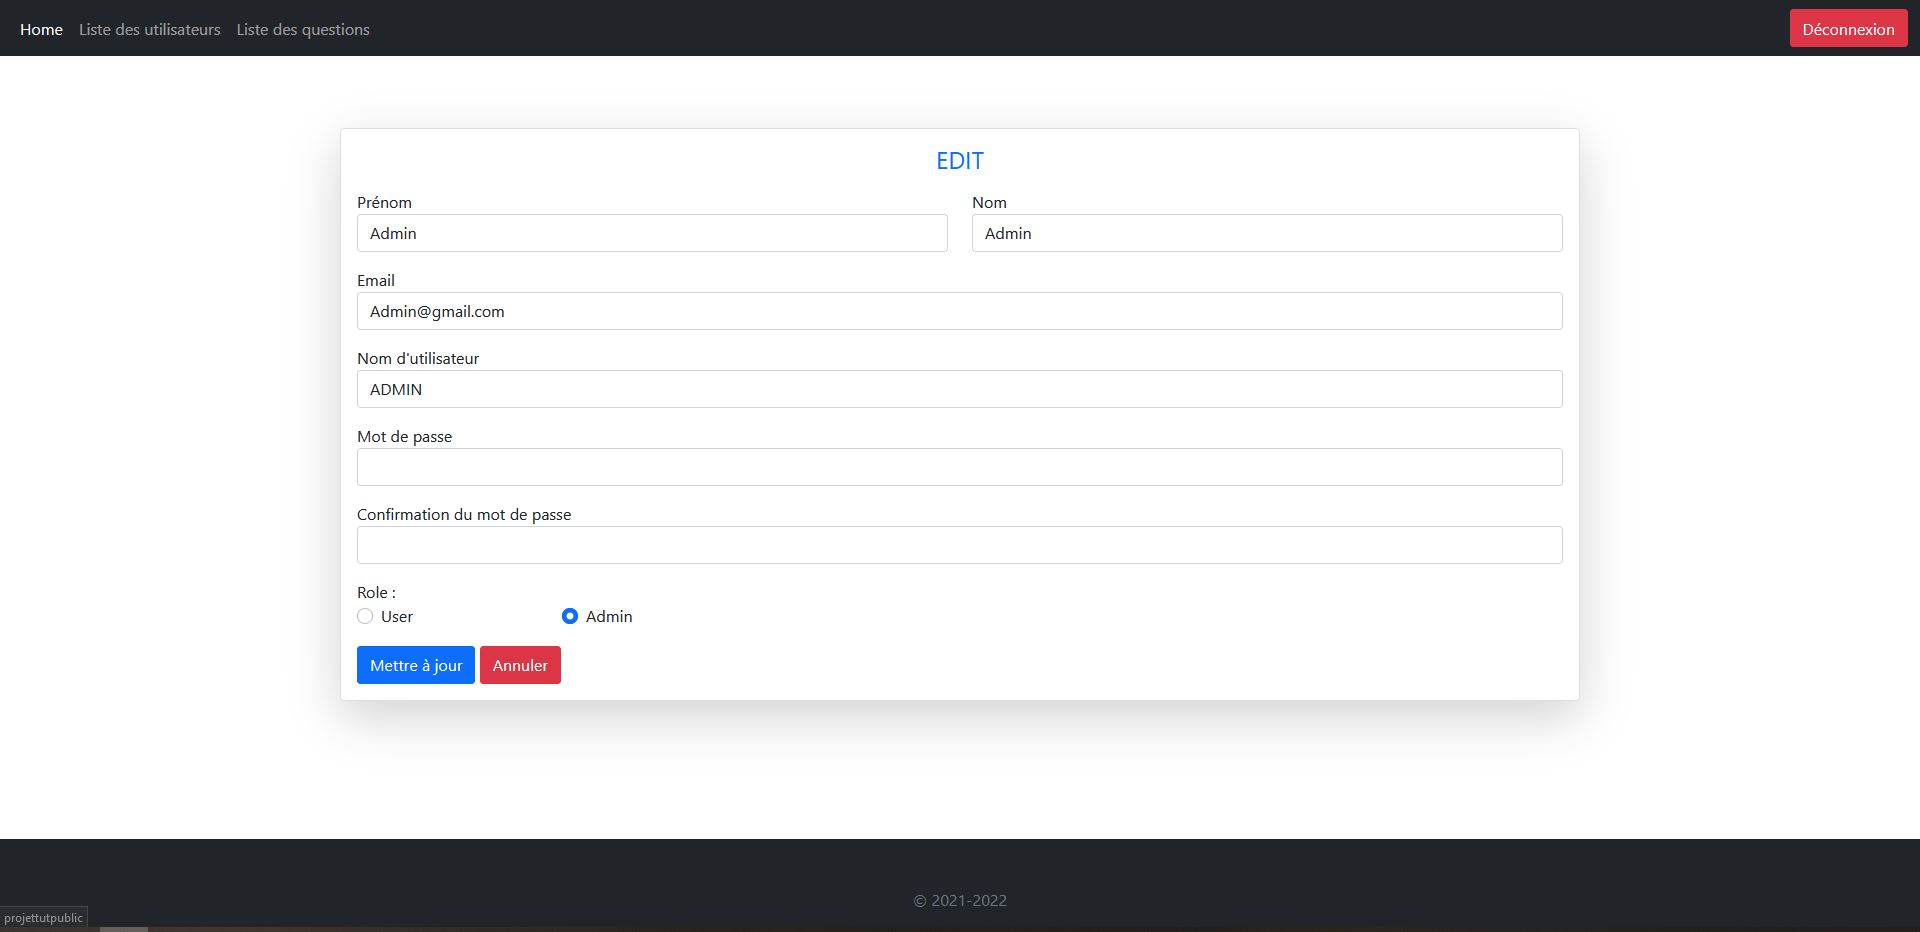 Home Liste des utilisateurs Liste des questions Déconnexion
EDIT
Prénom Nom
Admin Admin
Email
Admin@gmail.com
Nom d'utilisateur
ADMIN
Mot de passe
Confirmation du mot de passe
Role :
User Admin
Mettre à jour Annuler
© 2021-2022
projettutpublic